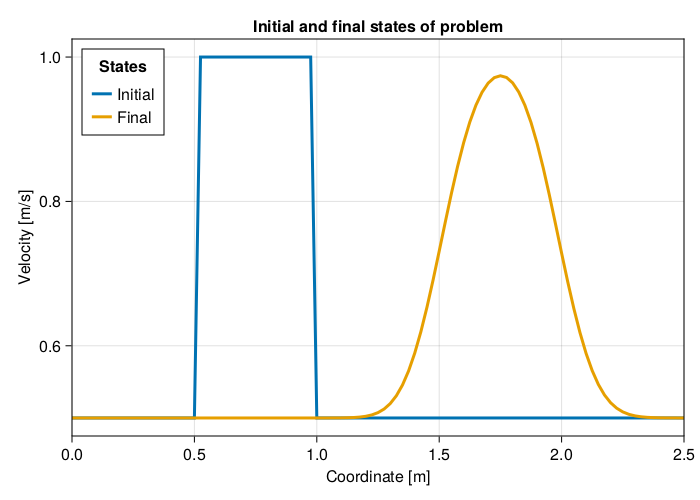 Initial and final states of problem
States
Initial
Final
Velocity [m/s]
1.0
0.8
0.6
0.0 0.5 1.0 1.5 2.0 2.5
Coordinate [m]